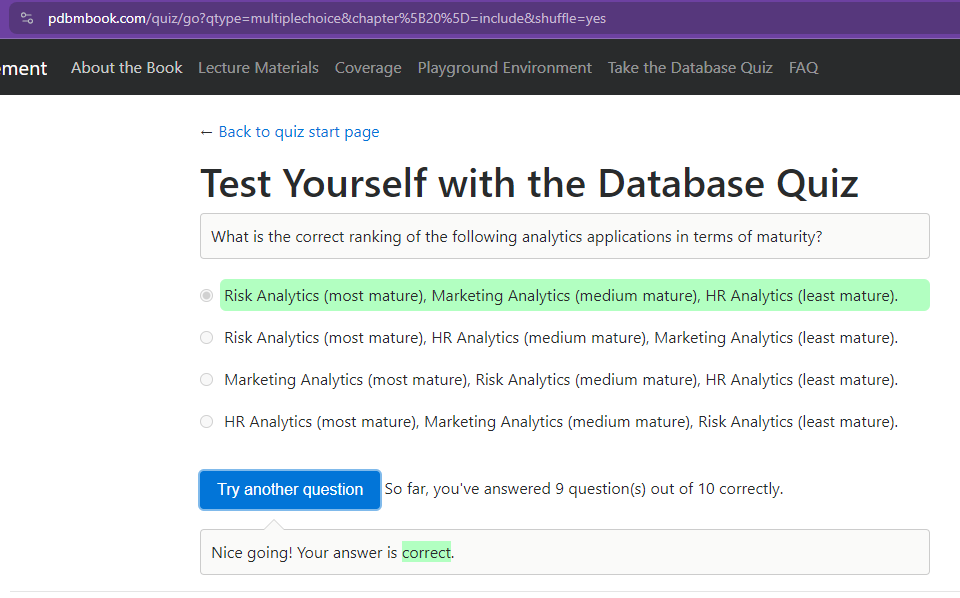 pdbmbook.com/quiz/go?qtype=multiplechoice&chapter%5B20%5D=include&shuffle=yes
ement About the Book Lecture Materials Coverage Playground Environment Take the Database Quiz FAQ
← Back to quiz start page
Test Yourself with the Database Quiz
What is the correct ranking of the following analytics applications in terms of maturity?
Risk Analytics (most mature), Marketing Analytics (medium mature), HR Analytics (least mature).
Risk Analytics (most mature), HR Analytics (medium mature), Marketing Analytics (least mature).
Marketing Analytics (most mature), Risk Analytics (medium mature), HR Analytics (least mature).
HR Analytics (most mature), Marketing Analytics (medium mature), Risk Analytics (least mature).
Try another question So far, you've answered 9 question(s) out of 10 correctly.
Nice going! Your answer is correct.